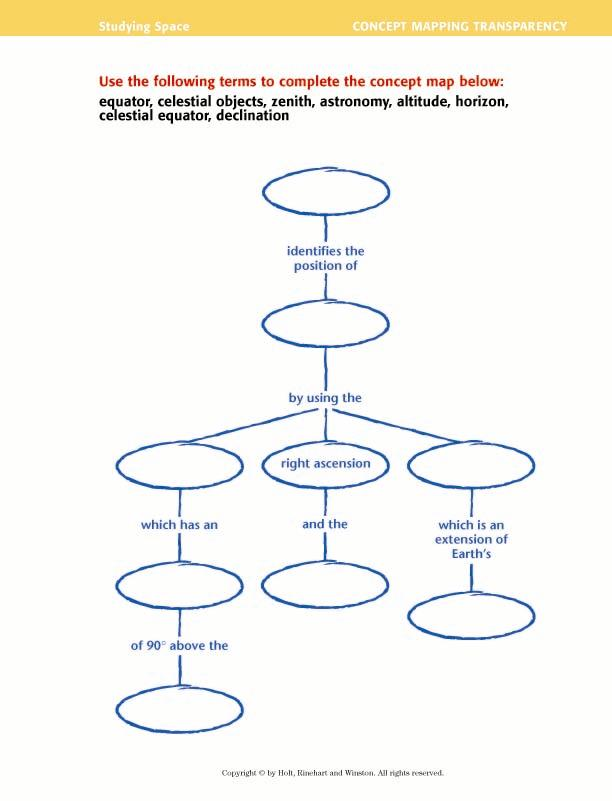 Studying Space CONCEPT MAPPING TRANSPARENCY
Use the following terms to complete the concept map below:
equator, celestial objects, zenith, astronomy, altitude, horizon,
celestial equator, declination
identifies the
position of
by using the
right ascension
which has an
and the
which is an
extension of
Earth's
of 90° above the
Copyright © by Holt, Rinehart and Winston. All rights reserved.